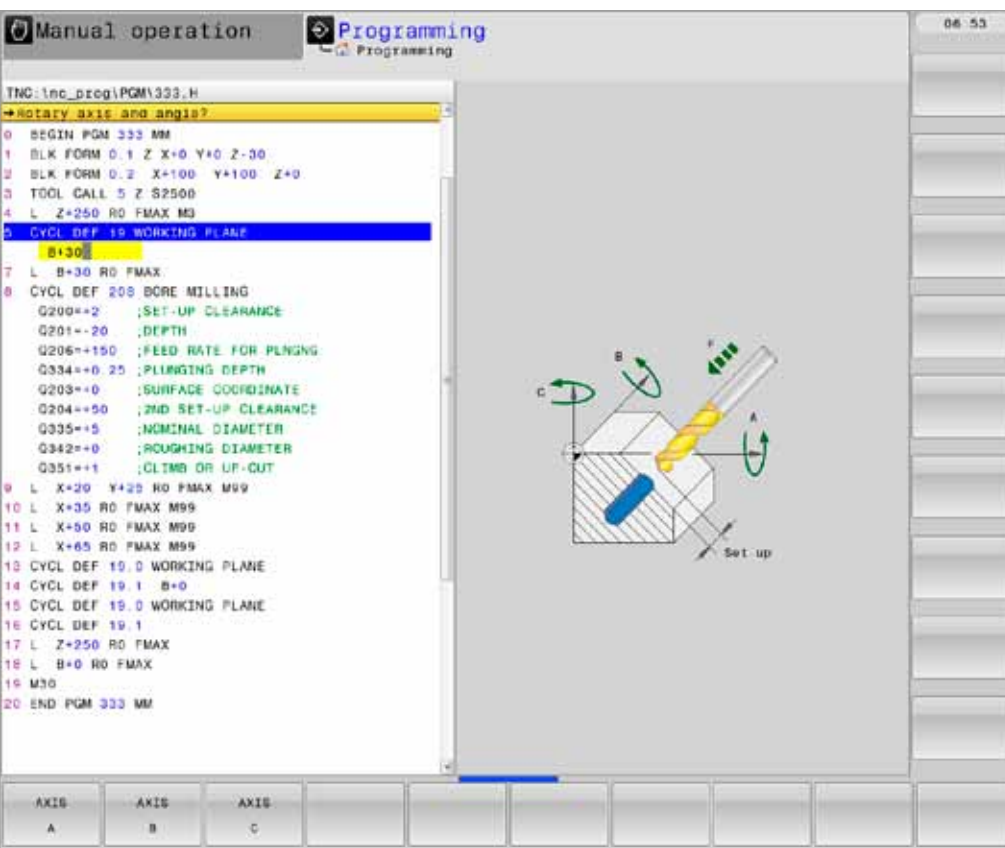 Manual operation
Programming
Programming
06 53
TNC:\nc_prog\PGM\333.H
→Rotary axis and angle?
0 BEGIN PGM 333 MM
1 BLK FORM 0.1 Z X+0 Y+0 Z-30
2 BLK FORM 0.2 X+100 Y+100 Z+0
3 TOOL CALL 5 Z S2500
4 L Z+250 R0 FMAX M3
5 CYCL DEF 19 WORKING PLANE
B+30
7 L B+30 R0 FMAX
8 CYCL DEF 208 BORE MILLING
Q200=+2 ;SET-UP CLEARANCE
Q201=-20 ;DEPTH
Q206=+150 ;FEED RATE FOR PLNGNG
Q334=+0.25 ;PLUNGING DEPTH
Q203=+0 ;SURFACE COORDINATE
Q204=+50 ;2ND SET-UP CLEARANCE
Q335=+5 ;NOMINAL DIAMETER
Q342=+0 ;ROUGHING DIAMETER
Q351=+1 ;CLIMB OR UP-CUT
9 L X+20 Y+25 R0 FMAX M99
10 L X+35 R0 FMAX M99
11 L X+50 R0 FMAX M99
12 L X+65 R0 FMAX M99
13 CYCL DEF 19.0 WORKING PLANE
14 CYCL DEF 19.1 B+0
15 CYCL DEF 19.0 WORKING PLANE
16 CYCL DEF 19.1
17 L Z+250 R0 FMAX
18 L B+0 R0 FMAX
19 M30
20 END PGM 333 MM
F
B
C
A
Set up
AXIS
A
AXIS
B
AXIS
C